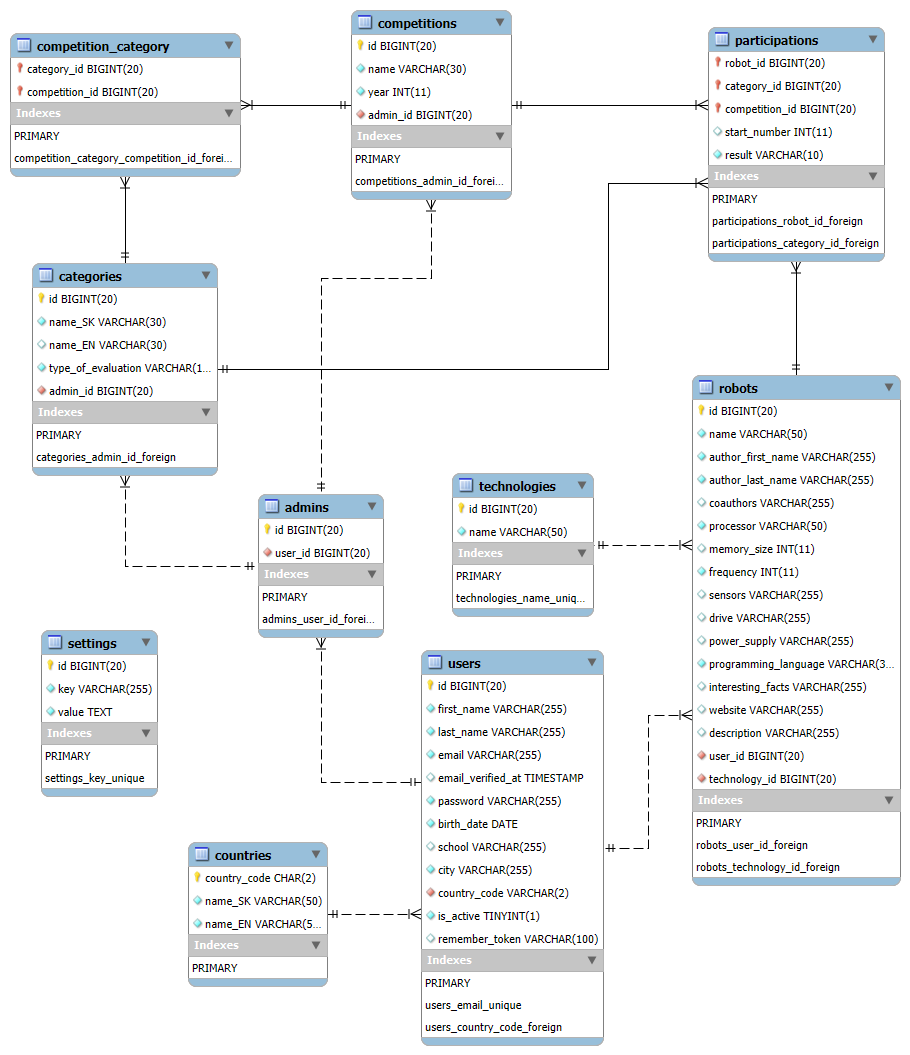 competition_category
category_id BIGINT(20)
competition_id BIGINT(20)
Indexes
PRIMARY
competition_category_competition_id_forei...
competitions
id BIGINT(20)
name VARCHAR(30)
year INT(11)
admin_id BIGINT(20)
Indexes
PRIMARY
competitions_admin_id_forei...
participations
robot_id BIGINT(20)
category_id BIGINT(20)
competition_id BIGINT(20)
start_number INT(11)
result VARCHAR(10)
Indexes
PRIMARY
participations_robot_id_foreign
participations_category_id_foreign
categories
id BIGINT(20)
name_SK VARCHAR(30)
name_EN VARCHAR(30)
type_of_evaluation VARCHAR(1...
admin_id BIGINT(20)
Indexes
PRIMARY
categories_admin_id_foreign
robots
id BIGINT(20)
name VARCHAR(50)
author_first_name VARCHAR(255)
author_last_name VARCHAR(255)
coauthors VARCHAR(255)
processor VARCHAR(50)
memory_size INT(11)
frequency INT(11)
sensors VARCHAR(255)
drive VARCHAR(255)
power_supply VARCHAR(255)
programming_language VARCHAR(3...
interesting_facts VARCHAR(255)
website VARCHAR(255)
description VARCHAR(255)
user_id BIGINT(20)
technology_id BIGINT(20)
Indexes
PRIMARY
robots_user_id_foreign
robots_technology_id_foreign
technologies
id BIGINT(20)
name VARCHAR(50)
Indexes
PRIMARY
technologies_name_uniq...
admins
id BIGINT(20)
user_id BIGINT(20)
Indexes
PRIMARY
admins_user_id_forei...
settings
id BIGINT(20)
key VARCHAR(255)
value TEXT
Indexes
PRIMARY
settings_key_unique
users
id BIGINT(20)
first_name VARCHAR(255)
last_name VARCHAR(255)
email VARCHAR(255)
email_verified_at TIMESTAMP
password VARCHAR(255)
birth_date DATE
school VARCHAR(255)
city VARCHAR(255)
country_code VARCHAR(2)
is_active TINYINT(1)
remember_token VARCHAR(100)
Indexes
PRIMARY
users_email_unique
users_country_code_foreign
countries
country_code CHAR(2)
name_SK VARCHAR(50)
name_EN VARCHAR(5...
Indexes
PRIMARY